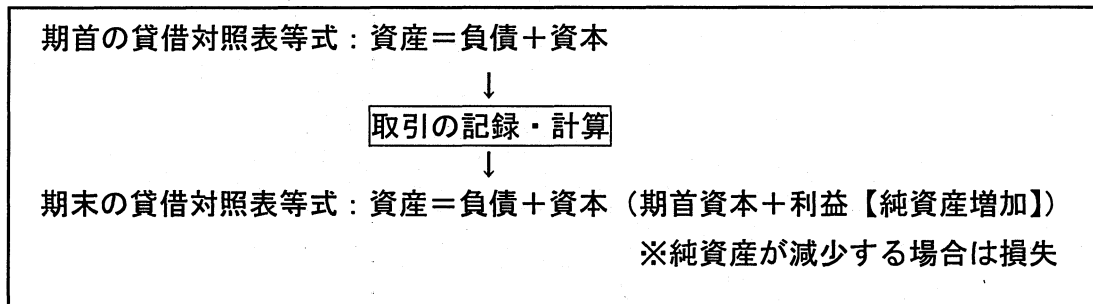 期首の貸借対照表等式：資産＝負債＋資本
↓
取引の記録・計算
↓
期末の貸借対照表等式：資産＝負債＋資本（期首資本＋利益【純資産増加】）
※純資産が減少する場合は損失